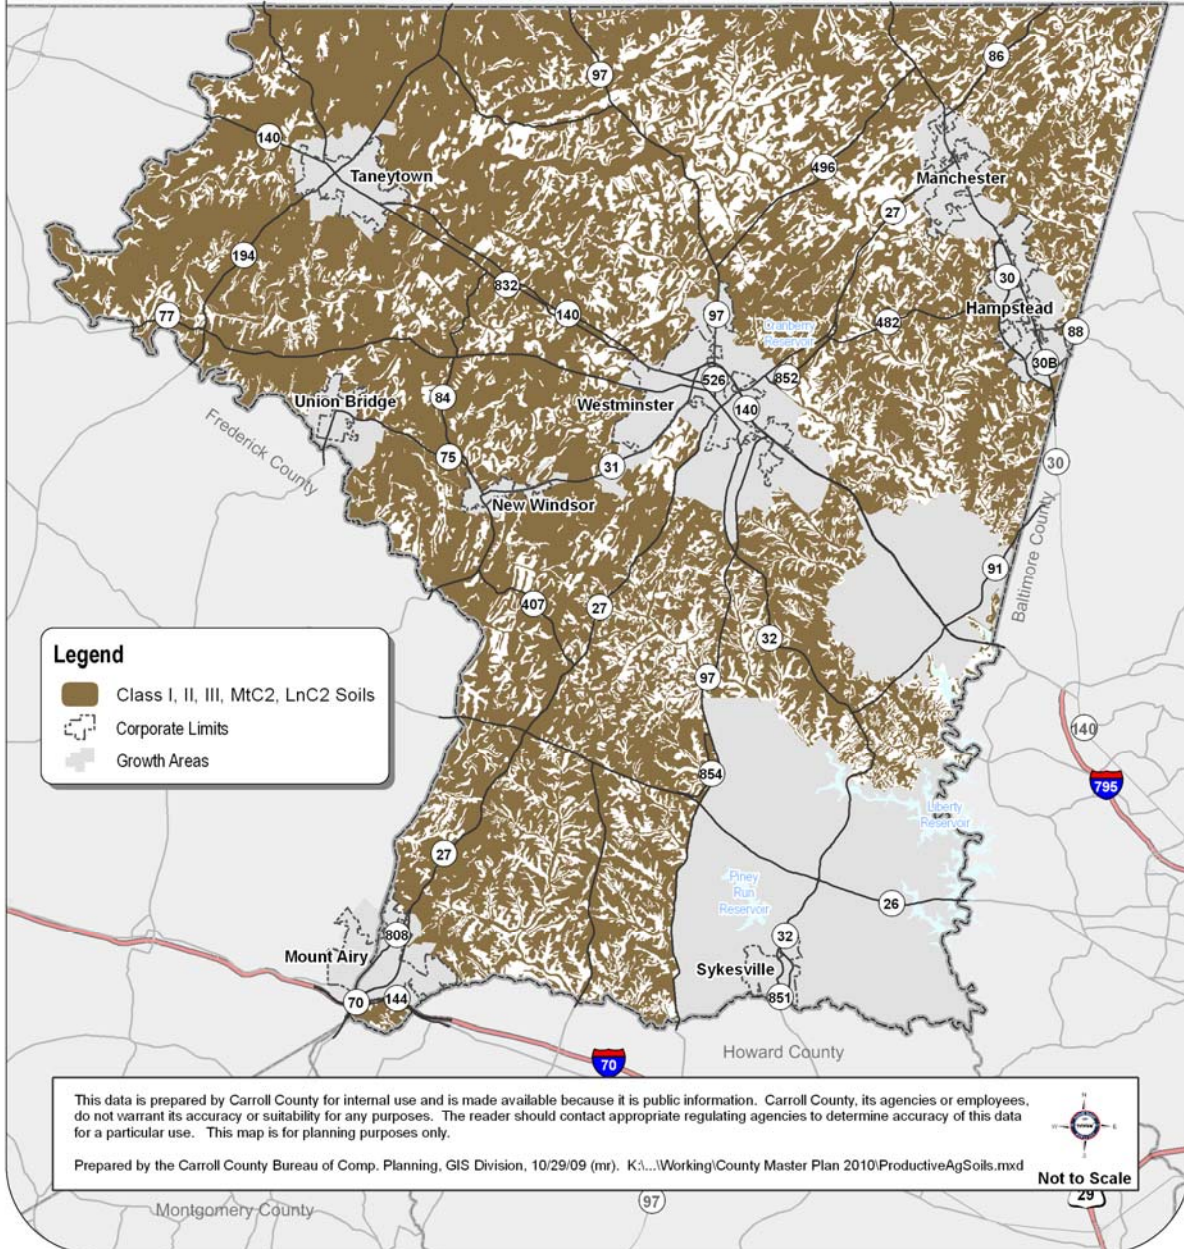 86
97
140
496
Taneytown
Manchester
27
194
30
832
77
140
97
Hampstead
Cranberry
Reservoir
482
88
526
852
30B
84
Union Bridge
Westminster
140
Frederick County
75
31
30
New Windsor
Baltimore County
91
407
27
32
97
Legend
Class I, II, III, MtC2, LnC2 Soils
Corporate Limits
Growth Areas
140
854
795
Liberty
Reservoir
27
Piney
Run
Reservoir
26
808
32
Mount Airy
Sykesville
70
144
851
Howard County
70
This data is prepared by Carroll County for internal use and is made available because it is public information. Carroll County, its agencies or employees,
do not warrant its accuracy or suitability for any purposes. The reader should contact appropriate regulating agencies to determine accuracy of this data
for a particular use. This map is for planning purposes only.
N
W
E
S
Prepared by the Carroll County Bureau of Comp. Planning, GIS Division, 10/29/09 (mr). K:\...\Working\County Master Plan 2010\ProductiveAgSoils.mxd
Not to Scale
29
97
Montgomery County